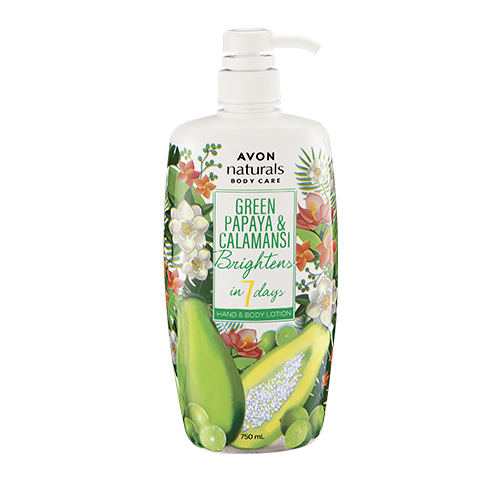 AVON
naturals
BODY CARE
GREEN
PAPAYA &
CALAMANSI
Brightens
in 7 days
HAND & BODY LOTION
750 mL